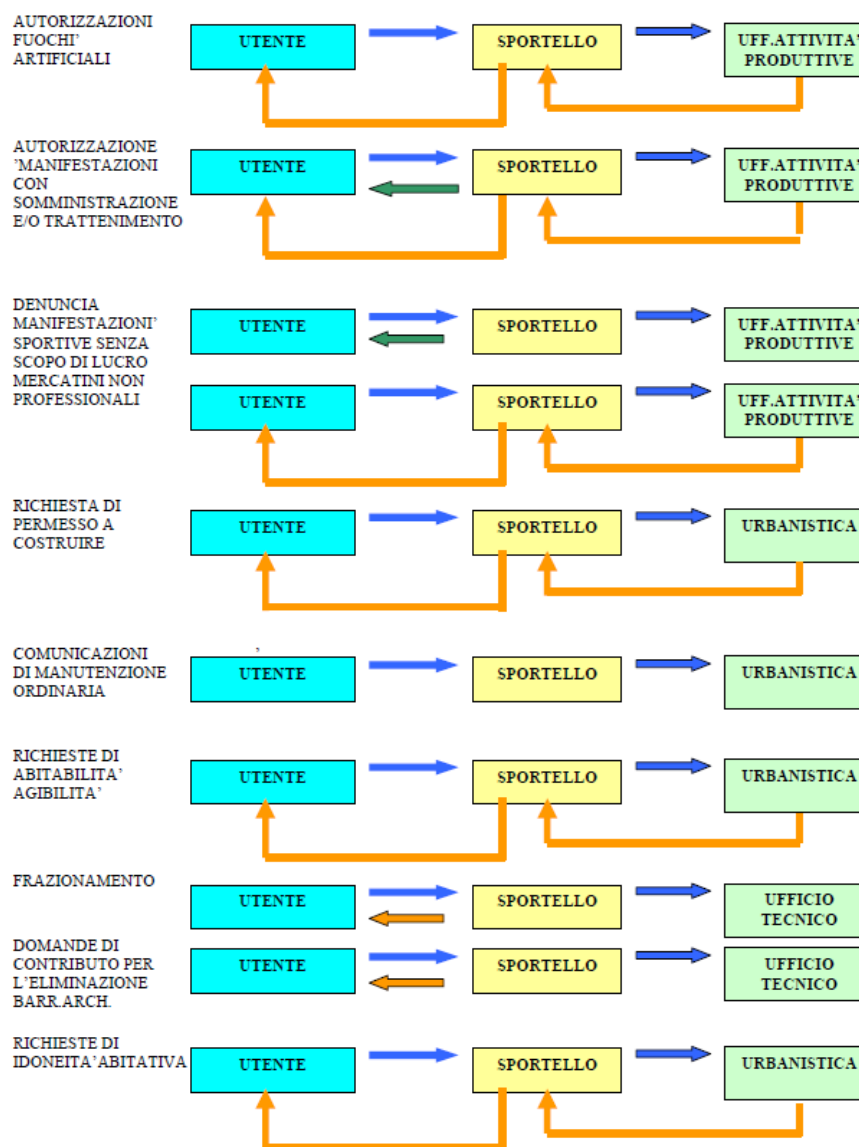 AUTORIZZAZIONI
FUOCHI'
ARTIFICIALI
UTENTE
SPORTELLO
UFF.ATTIVITA'
PRODUTTIVE
AUTORIZZAZIONE
'MANIFESTAZIONI
CON
SOMMINISTRAZIONE
E/O TRATTENIMENTO
UTENTE
SPORTELLO
UFF.ATTIVITA'
PRODUTTIVE
DENUNCIA
MANIFESTAZIONI'
SPORTIVE SENZA
SCOPO DI LUCRO
MERCATINI NON
PROFESSIONALI
UTENTE
SPORTELLO
UFF.ATTIVITA'
PRODUTTIVE
UTENTE
SPORTELLO
UFF.ATTIVITA'
PRODUTTIVE
RICHIESTA DI
PERMESSO A
COSTRUIRE
UTENTE
SPORTELLO
URBANISTICA
COMUNICAZIONI
DI MANUTENZIONE
ORDINARIA
'
UTENTE
SPORTELLO
URBANISTICA
RICHIESTE DI
ABITABILITA'
AGIBILITA'
UTENTE
SPORTELLO
URBANISTICA
FRAZIONAMENTO
UTENTE
SPORTELLO
UFFICIO
TECNICO
DOMANDE DI
CONTRIBUTO PER
L'ELIMINAZIONE
BARR.ARCH.
UTENTE
SPORTELLO
UFFICIO
TECNICO
RICHIESTE DI
IDONEITA'ABITATIVA
UTENTE
SPORTELLO
URBANISTICA